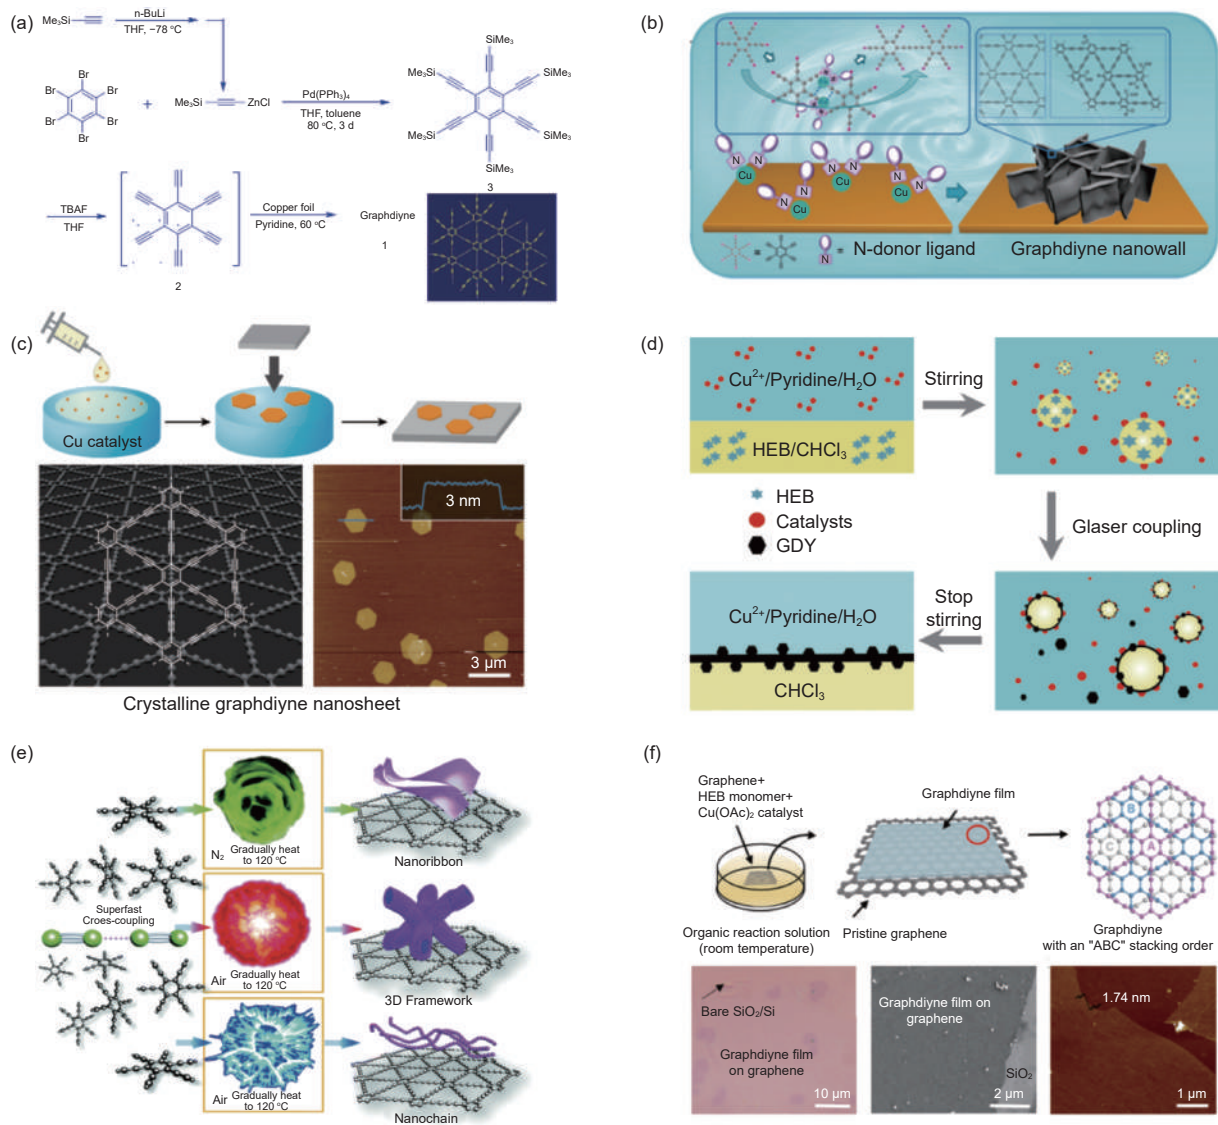 (a)
Me3Si
n-BuLi
THF, −78 °C
Br
Br
Br
Br
Br
Br
+
Me3Si
ZnCl
Pd(PPh3)4
THF, toluene
80 °C, 3 d
SiMe3
Me3Si
SiMe3
Me3Si
SiMe3
SiMe3
3
TBAF
THF
2
Copper foil
Pyridine, 60 °C
Graphdiyne
1
(b)
N
N
Cu
N
N
Cu
N
N
Cu
N
N
Cu
=
N
= N-donor ligand
Graphdiyne nanowall
(c)
Cu catalyst
3 nm
3 μm
Crystalline graphdiyne nanosheet
(d)
Cu2+/Pyridine/H2O
HEB/CHCl3
Stirring
HEB
Catalysts
GDY
Glaser coupling
Cu2+/Pyridine/H2O
CHCl3
Stop
stirring
(e)
Superfast
Croes-coupling
N2
Gradually heat
to 120 °C
Nanoribbon
Air
Gradually heat
to 120 °C
3D Framework
Air
Gradually heat
to 120 °C
Nanochain
(f)
Graphene+
HEB monomer+
Cu(OAc)2 catalyst
Organic reaction solution
(room temperature)
Graphdiyne film
Pristine graphene
B
C
A
Graphdiyne
with an "ABC" stacking order
Bare SiO2/Si
Graphdiyne film
on graphene
10 μm
Graphdiyne film on
graphene
SiO2
2 μm
1.74 nm
1 μm